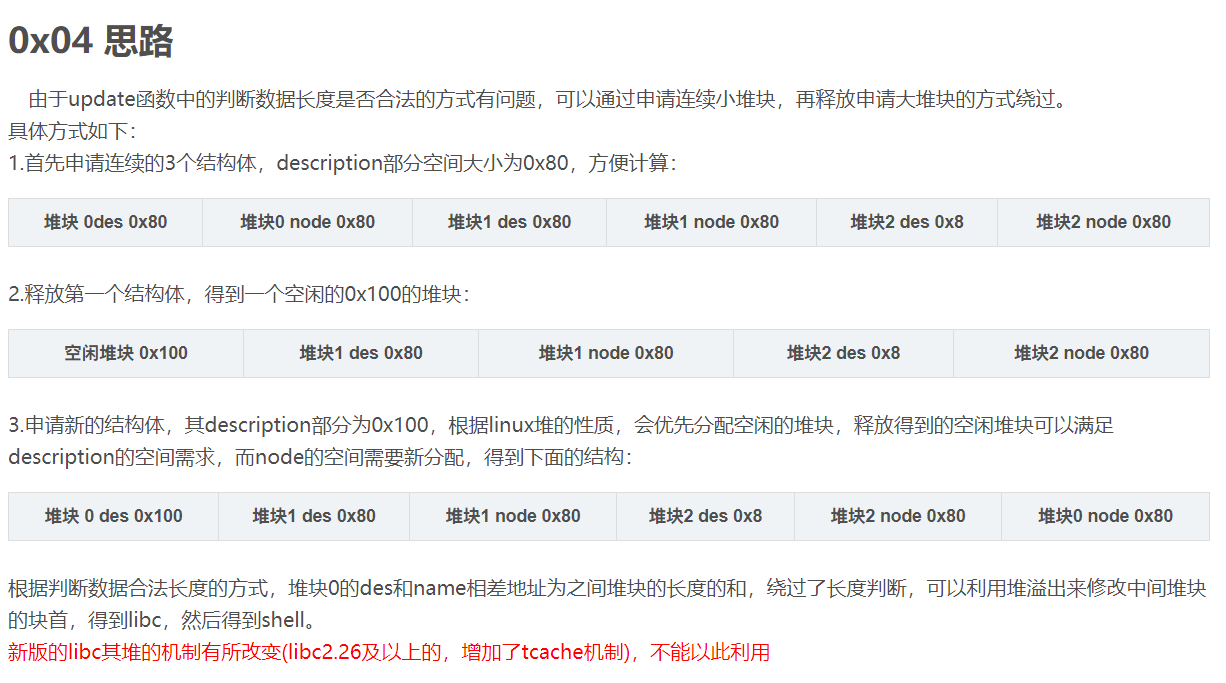 0x04 思路
由于update函数中的判断数据长度是否合法的方式有问题，可以通过申请连续小堆块，再释放申请大堆块的方式绕过。
具体方式如下：
1.首先申请连续的3个结构体，description部分空间大小为0x80，方便计算：
堆块 0des 0x80 堆块0 node 0x80 堆块1 des 0x80 堆块1 node 0x80 堆块2 des 0x8 堆块2 node 0x80
2.释放第一个结构体，得到一个空闲的0x100的堆块：
空闲堆块 0x100 堆块1 des 0x80 堆块1 node 0x80 堆块2 des 0x8 堆块2 node 0x80
3.申请新的结构体，其description部分为0x100，根据linux堆的性质，会优先分配空闲的堆块，释放得到的空闲堆块可以满足
description的空间需求，而node的空间需要新分配，得到下面的结构：
堆块 0 des 0x100 堆块1 des 0x80 堆块1 node 0x80 堆块2 des 0x8 堆块2 node 0x80 堆块0 node 0x80
根据判断数据合法长度的方式，堆块0的des和name相差地址为之间堆块的长度的和，绕过了长度判断，可以利用堆溢出来修改中间堆块
的块首，得到libc，然后得到shell。
新版的libc其堆的机制有所改变(libc2.26及以上的，增加了tcache机制)，不能以此利用